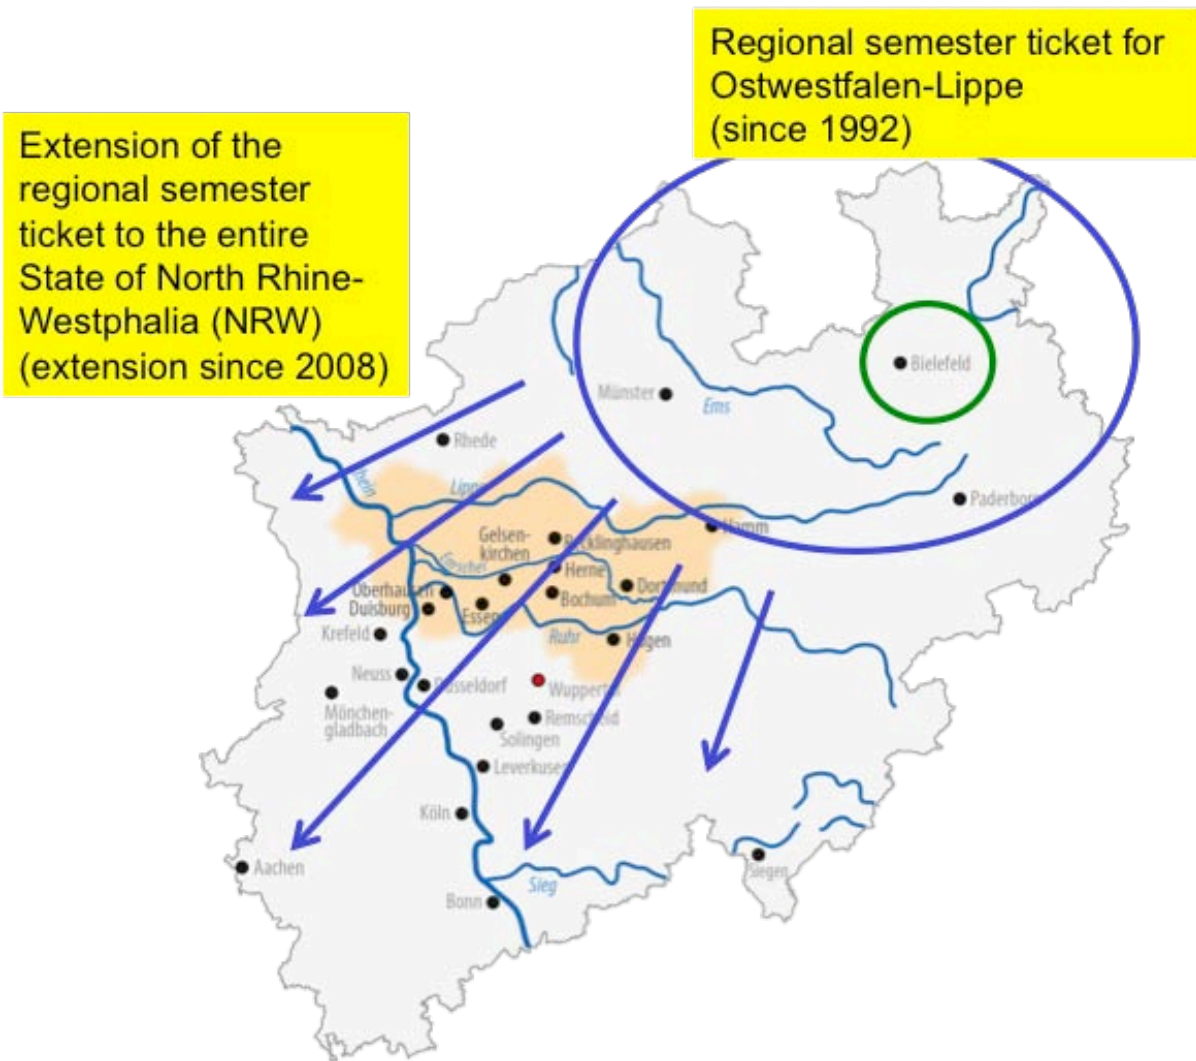 Regional semester ticket for
Ostwestfalen-Lippe
(since 1992)
Extension of the
regional semester
ticket to the entire
State of North Rhine-
Westphalia (NRW)
(extension since 2008)
Bielefeld
Münster
Ems
Rhede
Rhein
Lippe
Paderborn
Hamm
Gelsen-
kirchen
Recklinghausen
Emscher
Herne
Oberhausen
Dortmund
Duisburg
Essen
Bochum
Krefeld
Ruhr
Hagen
Neuss
Düsseldorf
Wuppertal
Mönchen-
gladbach
Remscheid
Solingen
Leverkusen
Köln
Aachen
Siegen
Sieg
Bonn